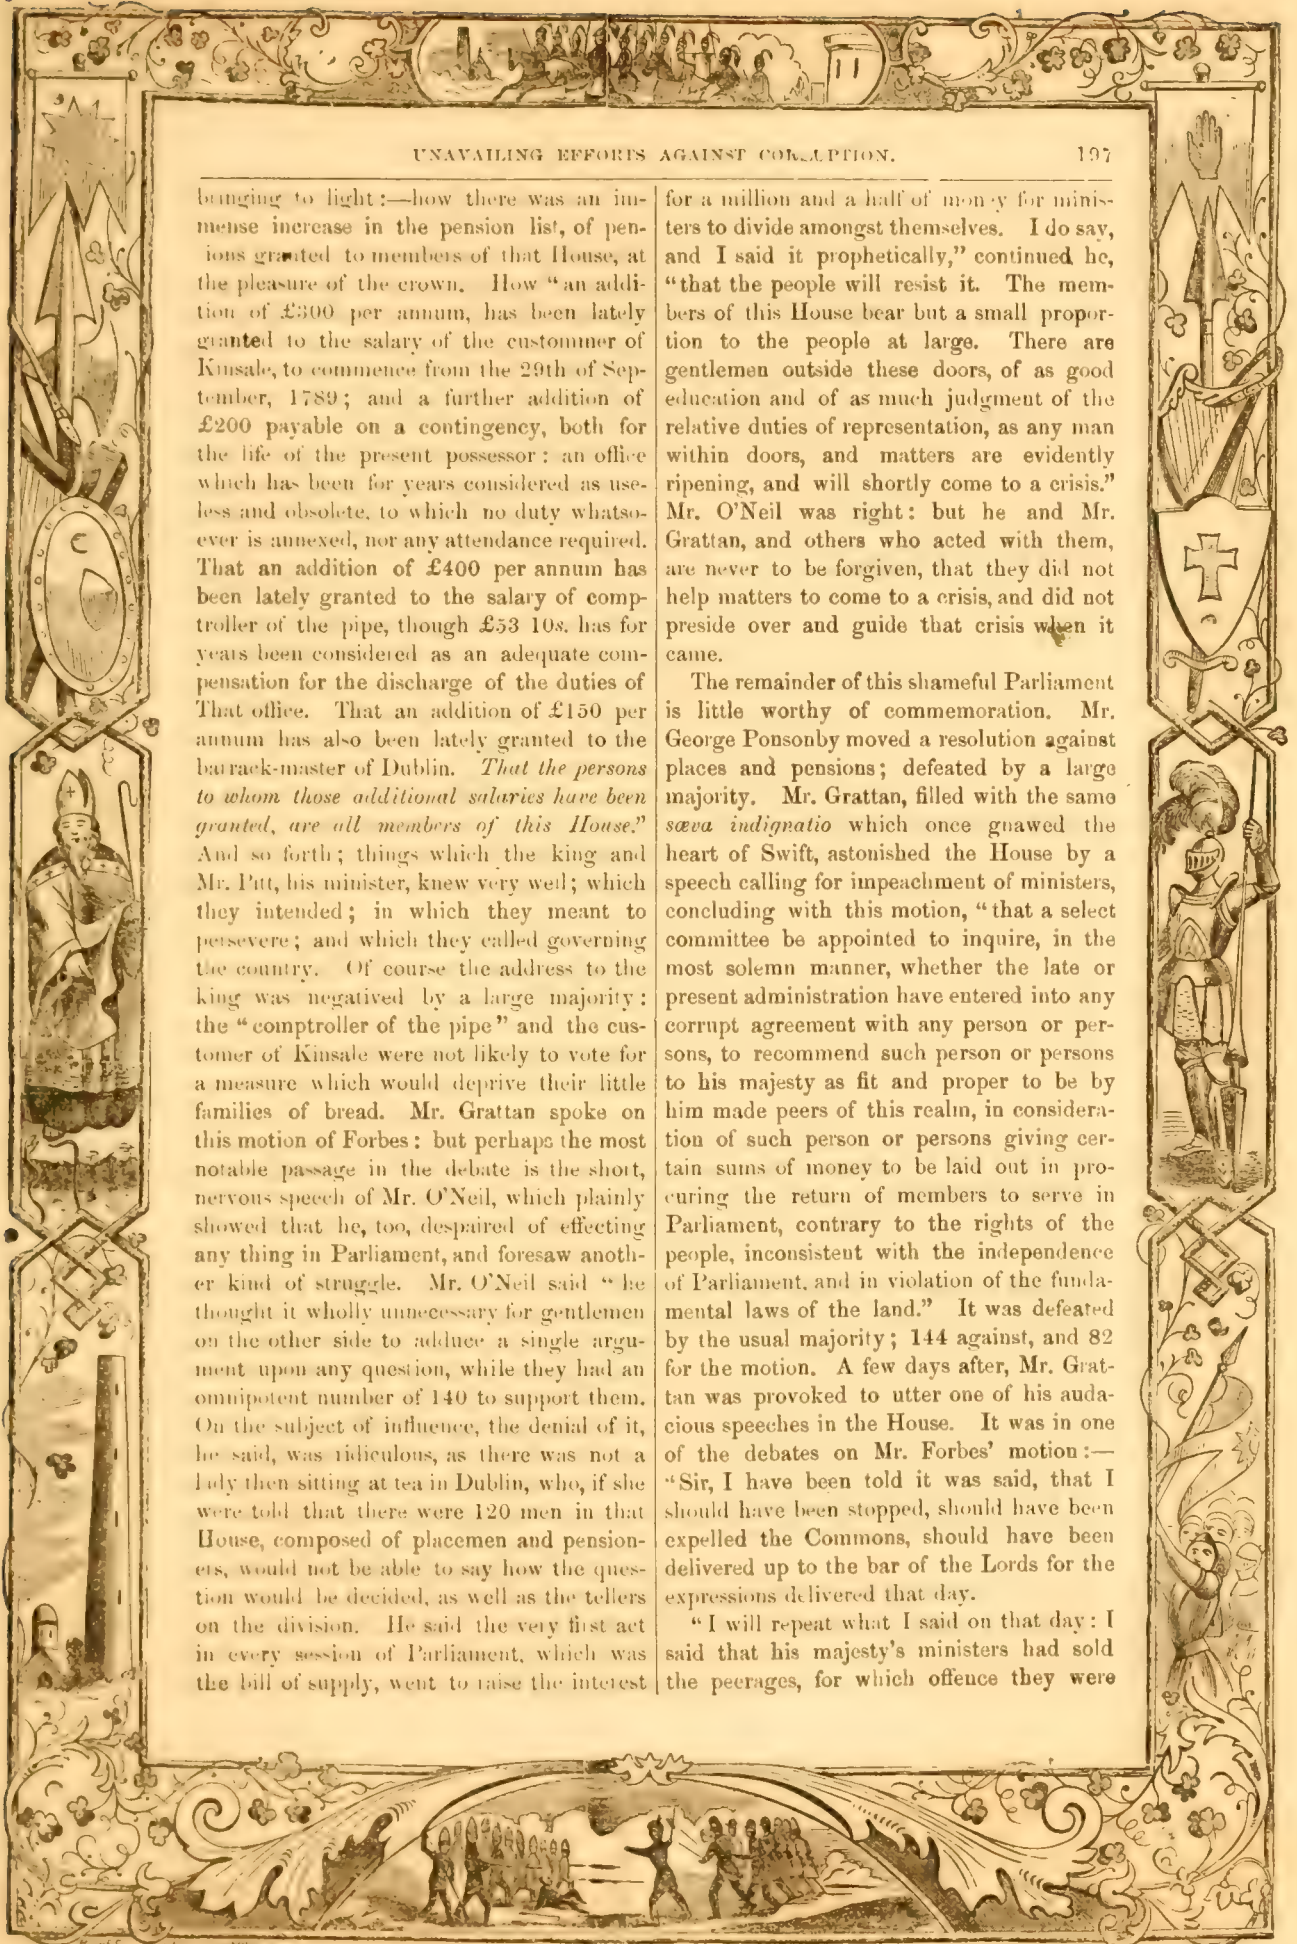 UNAVAILING EFFORTS AGAINST CORRUPTION. 197
bringing to light:—how there was an im-
mense increase in the pension list, of pen-
ions granted to members of that House, at
the pleasure of the crown. How "an addi-
tion of £300 per annum, has been lately
granted to the salary of the customer of
Kinsale, to commence from the 29th of Sep-
tember, 1789; and a further addition of
£200 payable on a contingency, both for
the life of the present possessor: an office
which has been for years considered as use-
less and obsolete, to which no duty whatso-
ever is annexed, nor any attendance required.
That an addition of £400 per annum has
been lately granted to the salary of comp-
troller of the pipe, though £53 10s. has for
years been considered as an adequate com-
pensation for the discharge of the duties of
That office. That an addition of £150 per
annum has also been lately granted to the
barrack-master of Dublin. That the persons
to whom those additional salaries have been
granted, are all members of this House."
And so forth; things which the king and
Mr. Pitt, his minister, knew very well; which
they intended; in which they meant to
persevere; and which they called governing
the country. Of course the address to the
king was negatived by a large majority:
the "comptroller of the pipe" and the cus-
tomer of Kinsale were not likely to vote for
a measure which would deprive their little
families of bread. Mr. Grattan spoke on
this motion of Forbes: but perhaps the most
notable passage in the debate is the short,
nervous speech of Mr. O'Neil, which plainly
showed that he, too, despaired of effecting
any thing in Parliament, and foresaw anoth-
er kind of struggle. Mr. O'Neil said "he
thought it wholly unnecessary for gentlemen
on the other side to adduce a single argu-
ment upon any question, while they had an
omnipotent number of 140 to support them.
On the subject of influence, the denial of it,
he said, was ridiculous, as there was not a
lady then sitting at tea in Dublin, who, if she
were told that there were 120 men in that
House, composed of placemen and pension-
ers, would not be able to say how the ques-
tion would be decided, as well as the tellers
on the division. He said the very first act
in every session of Parliament, which was
the bill of supply, went to raise the interest
for a million and a half of money for minis-
ters to divide amongst themselves. I do say,
and I said it prophetically," continued he,
"that the people will resist it. The mem-
bers of this House bear but a small propor-
tion to the people at large. There are
gentlemen outside these doors, of as good
education and of as much judgment of the
relative duties of representation, as any man
within doors, and matters are evidently
ripening, and will shortly come to a crisis."
Mr. O'Neil was right: but he and Mr.
Grattan, and others who acted with them,
are never to be forgiven, that they did not
help matters to come to a crisis, and did not
preside over and guide that crisis when it
came.
The remainder of this shameful Parliament
is little worthy of commemoration. Mr.
George Ponsonby moved a resolution against
places and pensions; defeated by a large
majority. Mr. Grattan, filled with the same
sæva indignatio which once gnawed the
heart of Swift, astonished the House by a
speech calling for impeachment of ministers,
concluding with this motion, "that a select
committee be appointed to inquire, in the
most solemn manner, whether the late or
present administration have entered into any
corrupt agreement with any person or per-
sons, to recommend such person or persons
to his majesty as fit and proper to be by
him made peers of this realm, in considera-
tion of such person or persons giving cer-
tain sums of money to be laid out in pro-
curing the return of members to serve in
Parliament, contrary to the rights of the
people, inconsistent with the independence
of Parliament, and in violation of the funda-
mental laws of the land." It was defeated
by the usual majority; 144 against, and 82
for the motion. A few days after, Mr. Grat-
tan was provoked to utter one of his auda-
cious speeches in the House. It was in one
of the debates on Mr. Forbes' motion:—
"Sir, I have been told it was said, that I
should have been stopped, should have been
expelled the Commons, should have been
delivered up to the bar of the Lords for the
expressions delivered that day.
"I will repeat what I said on that day: I
said that his majesty's ministers had sold
the peerages, for which offence they were